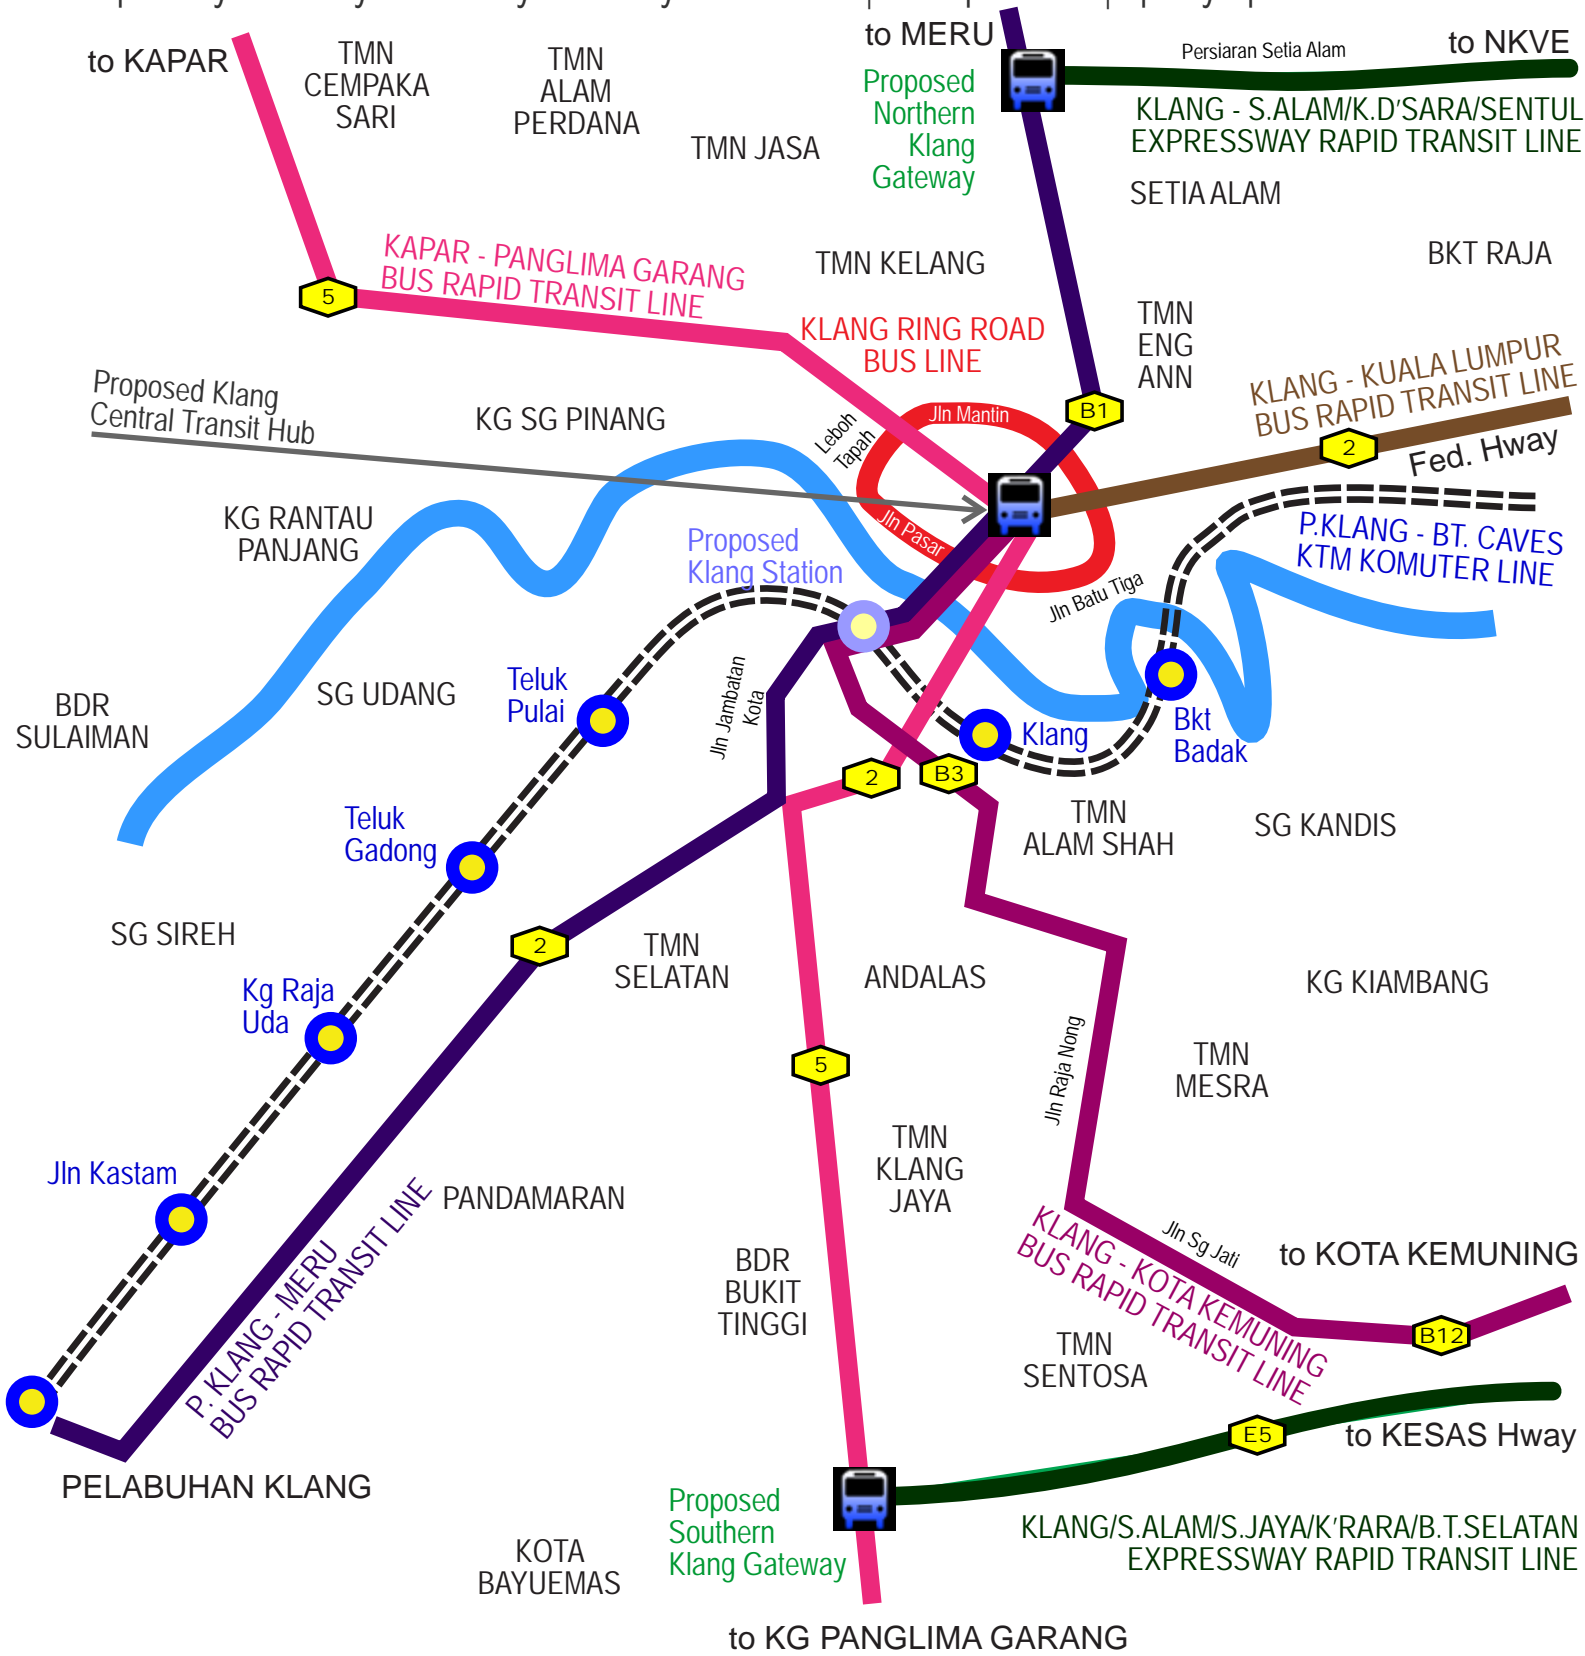 to MERU
to KAPAR
TMN
CEMPAKA
SARI
TMN
ALAM
PERDANA
TMN JASA
Proposed
Northern
Klang
Gateway
Persiaran Setia Alam
to NKVE
KLANG - S.ALAM/K.D'SARA/SENTUL
EXPRESSWAY RAPID TRANSIT LINE
SETIA ALAM
BKT RAJA
KAPAR - PANGLIMA GARANG
BUS RAPID TRANSIT LINE
5
TMN KELANG
KLANG RING ROAD
BUS LINE
TMN
ENG
ANN
B1
KLANG - KUALA LUMPUR
BUS RAPID TRANSIT LINE
2
Fed. Hway
Proposed Klang
Central Transit Hub
KG SG PINANG
Leboh
Tapah
Jln Mantin
Jln Pasar
KG RANTAU
PANJANG
Proposed
Klang Station
Jln Batu Tiga
P.KLANG - BT. CAVES
KTM KOMUTER LINE
BDR
SULAIMAN
SG UDANG
Teluk
Pulai
Jln Jambatan
Kota
Klang
Bkt
Badak
2
B3
TMN
ALAM SHAH
SG KANDIS
Teluk
Gadong
SG SIREH
2
TMN
SELATAN
ANDALAS
KG KIAMBANG
Kg Raja
Uda
5
Jln Raja Nong
TMN
MESRA
TMN
KLANG
JAYA
Jln Kastam
PANDAMARAN
P. KLANG - MERU
BUS RAPID TRANSIT LINE
BDR
BUKIT
TINGGI
KLANG - KOTA KEMUNING
BUS RAPID TRANSIT LINE
Jln Sg Jati
to KOTA KEMUNING
B12
TMN
SENTOSA
E5
to KESAS Hway
PELABUHAN KLANG
Proposed
Southern
Klang Gateway
KLANG/S.ALAM/S.JAYA/K'RARA/B.T.SELATAN
EXPRESSWAY RAPID TRANSIT LINE
KOTA
BAYUEMAS
to KG PANGLIMA GARANG